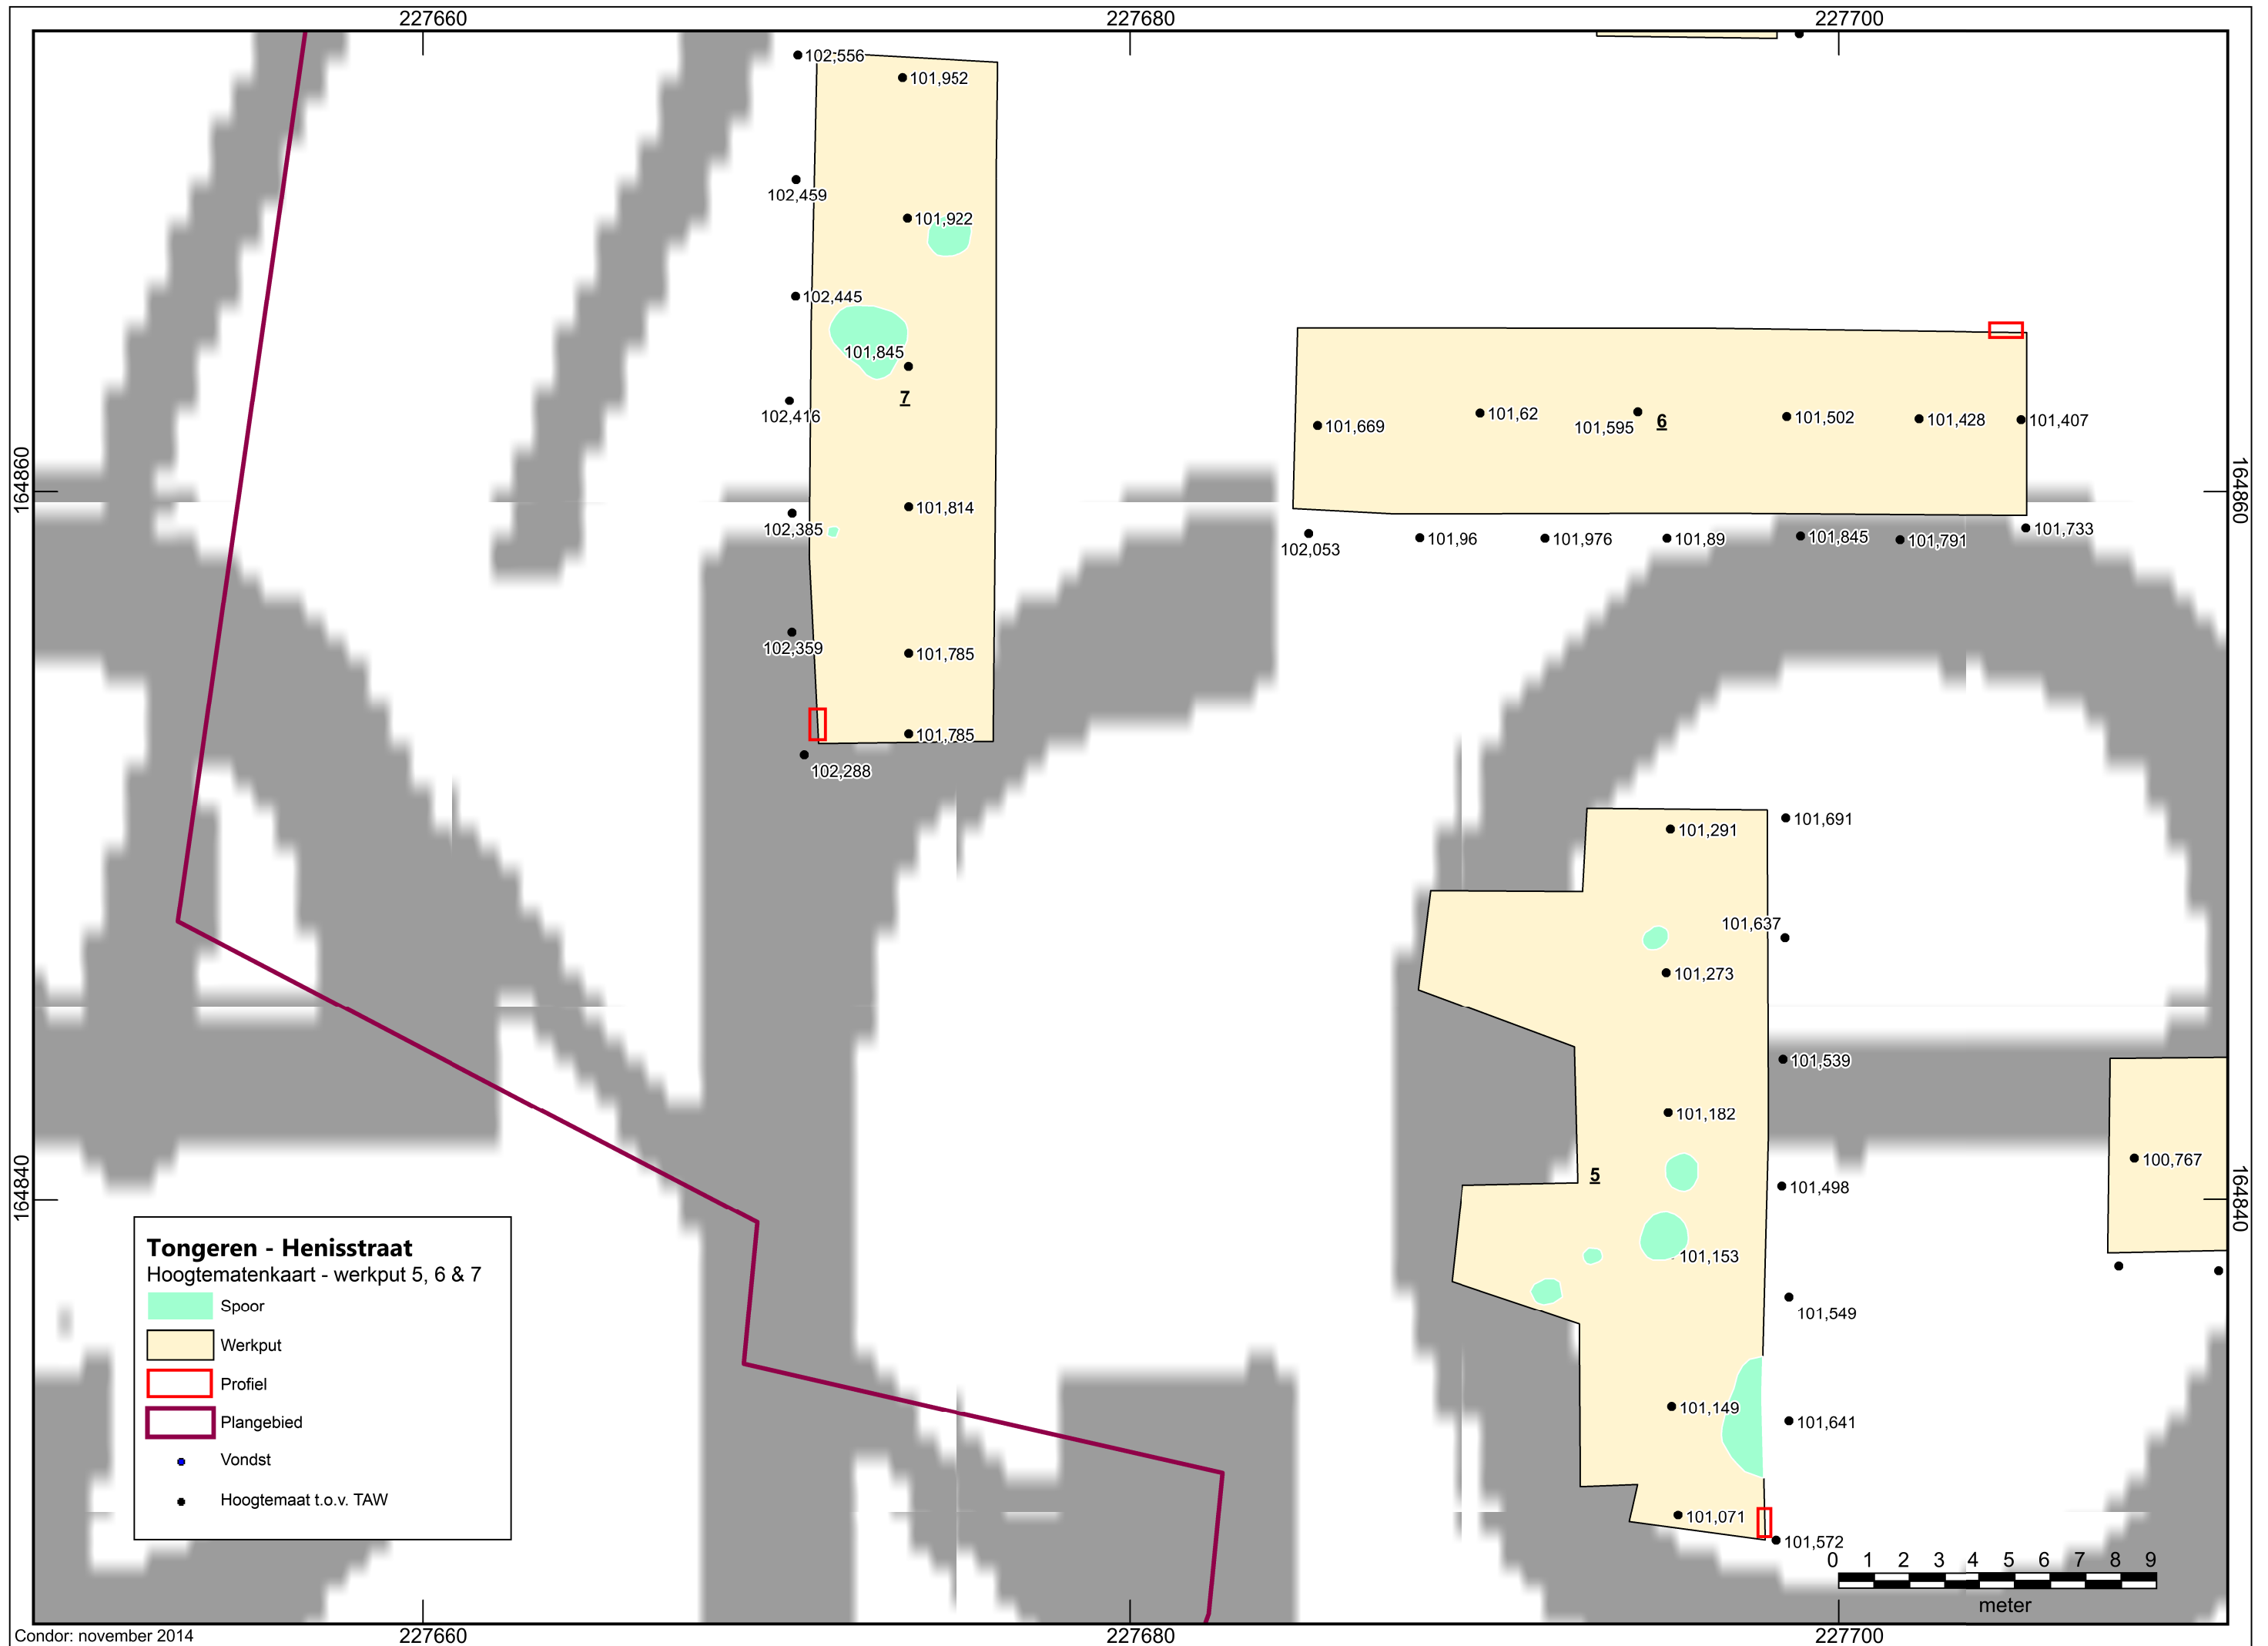 227660 227680 227700
102,556
101,952
102,459
101,922
102,445
101,845
7
102,416
101,669 101,62 101,595 6 101,502 101,428 101,407
164860 164860
101,814
102,385
102,053 101,96 101,976 101,89 101,845 101,791 101,733
102,359
101,785
101,785
102,288
101,291 101,691
101,637
101,273
101,539
101,182
100,767
5 101,498
164840 164840
101,153
101,549
101,149 101,641
101,071
101,572
Tongeren - Henisstraat
Hoogtematenkaart - werkput 5, 6 & 7
Spoor
Werkput
Profiel
Plangebied
Vondst
Hoogtemaat t.o.v. TAW
0 1 2 3 4 5 6 7 8 9
meter
Condor: november 2014
227660 227680 227700